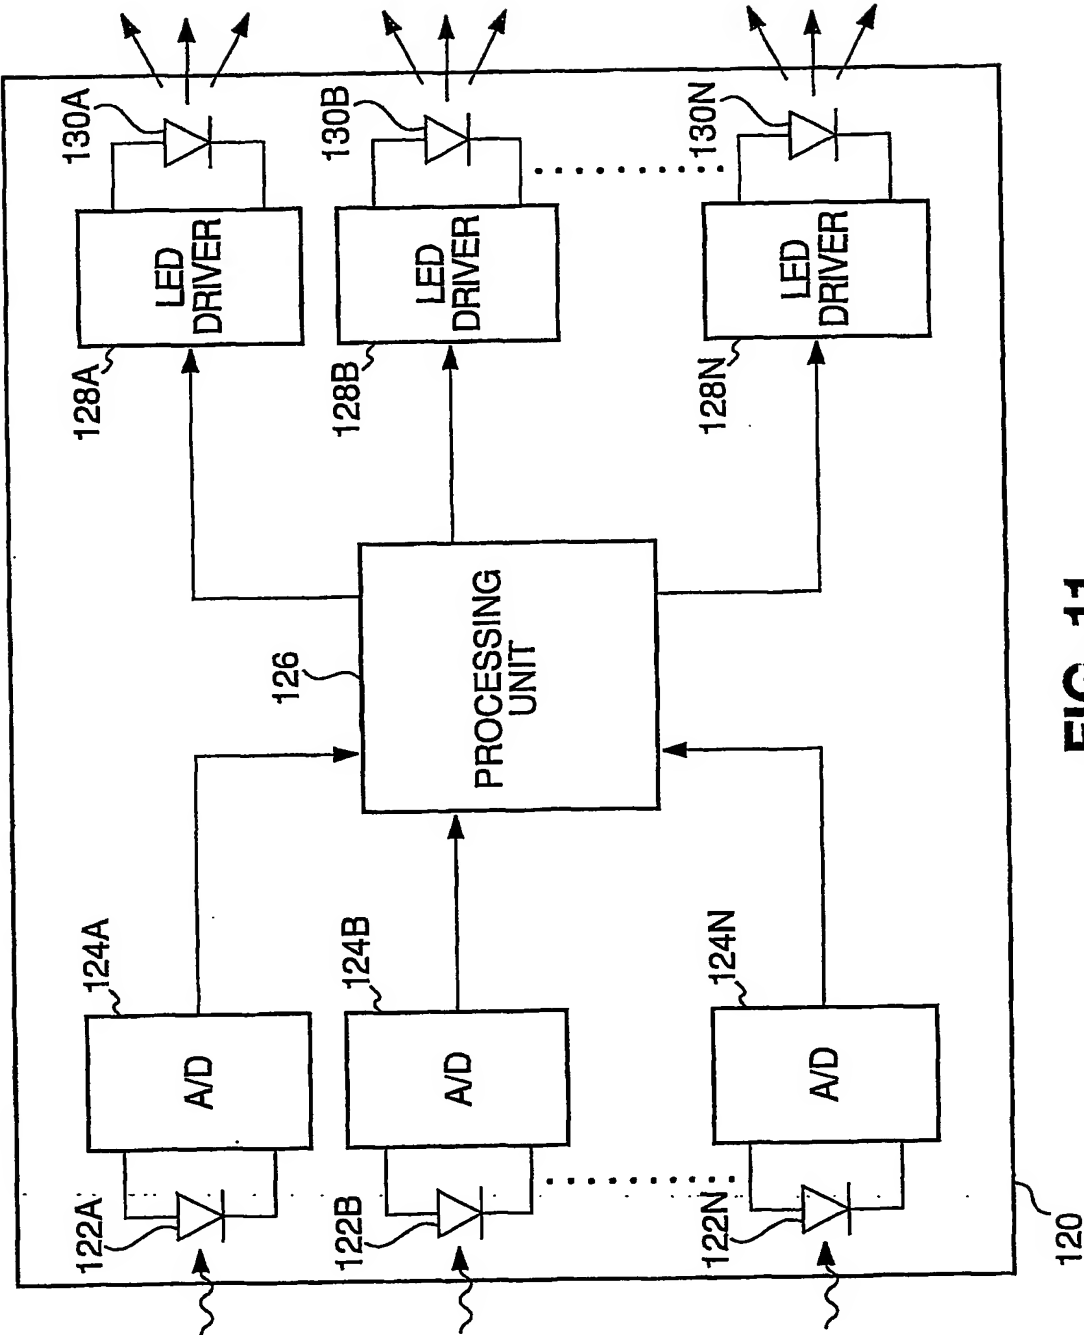 130A
130B
130N
LED
DRIVER
LED
DRIVER
LED
DRIVER
128A
128B
128N
126
PROCESSING
UNIT
124A
124B
124N
A/D
A/D
A/D
122A
122B
122N
120
FIG. 11